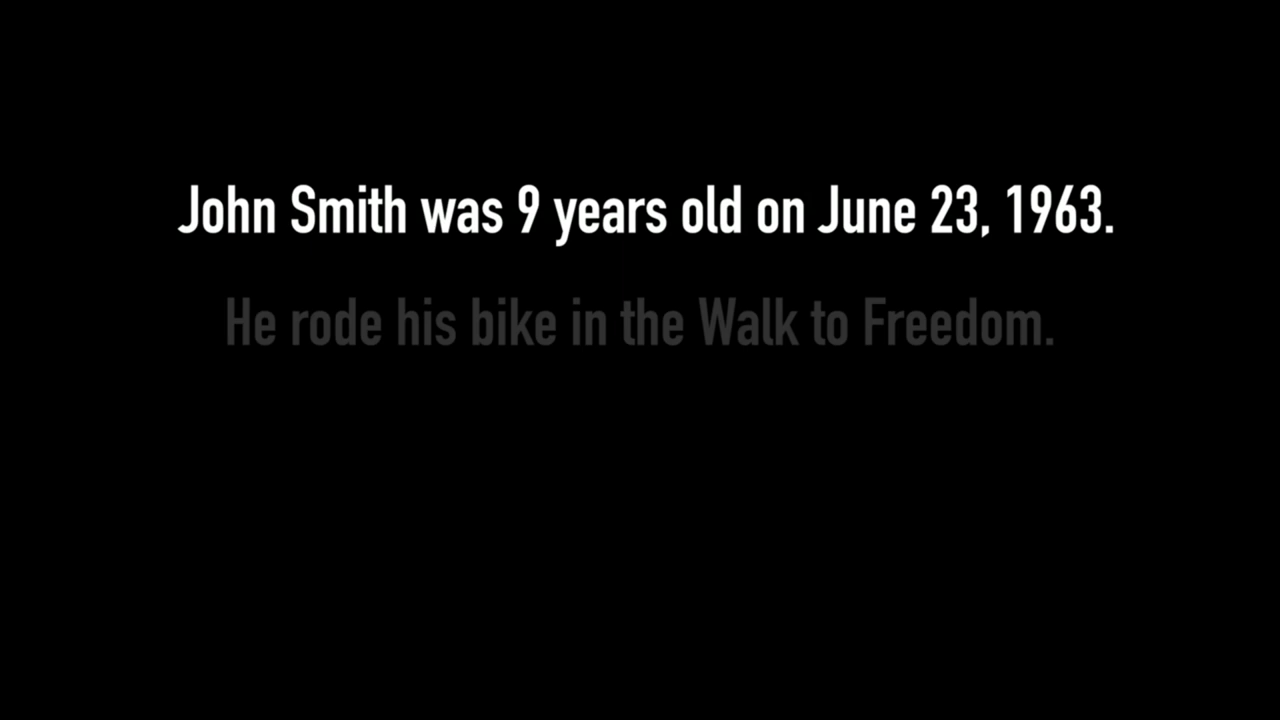 John Smith was 9 years old on June 23, 1963.
He rode his bike in the Walk to Freedom.